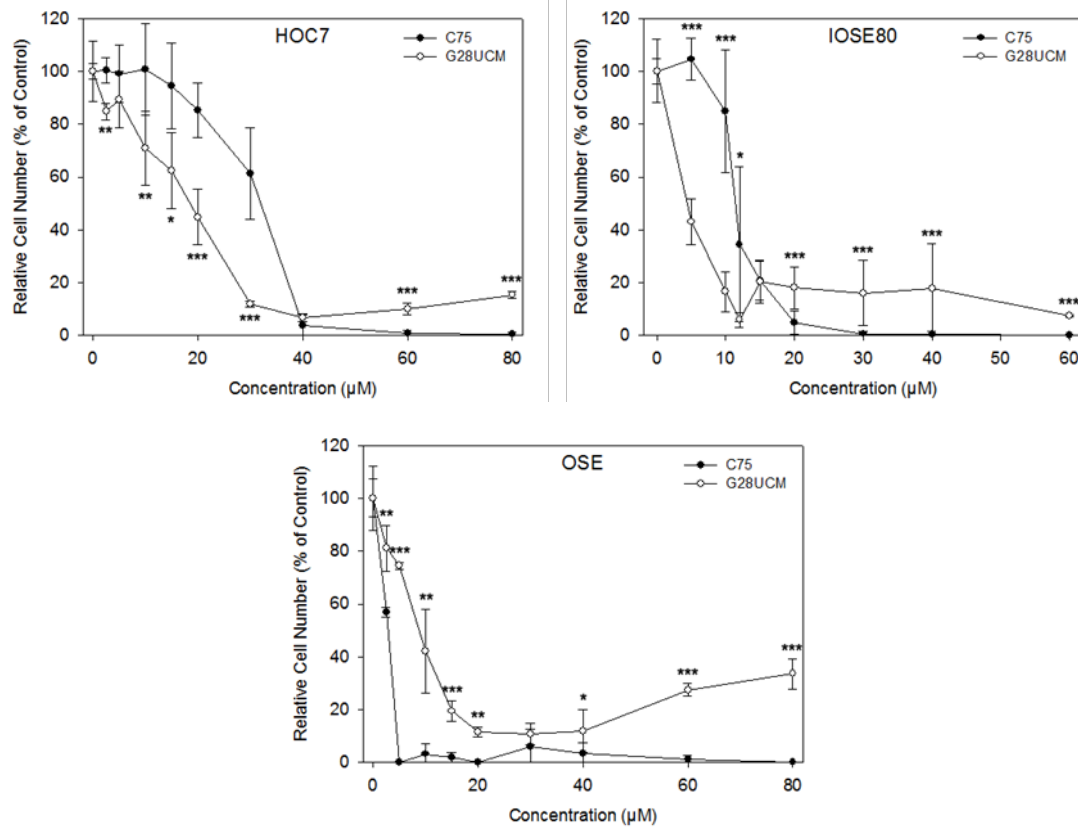 HOC7
C75
G28UCM
Relative Cell Number (% of Control)
120
100
80
60
40
20
0
**
**
*
***
***
***
***
0 20 40 60 80
Concentration (µM)
IOSE80
C75
G28UCM
Relative Cell Number (% of Control)
120
100
80
60
40
20
0
***
***
*
***
***
***
***
0 10 20 30 40 50 60
Concentration (µM)
OSE
C75
G28UCM
Relative Cell Number (% of Control)
120
100
80
60
40
20
0
**
***
**
***
**
*
***
***
0 20 40 60 80
Concentration (µM)